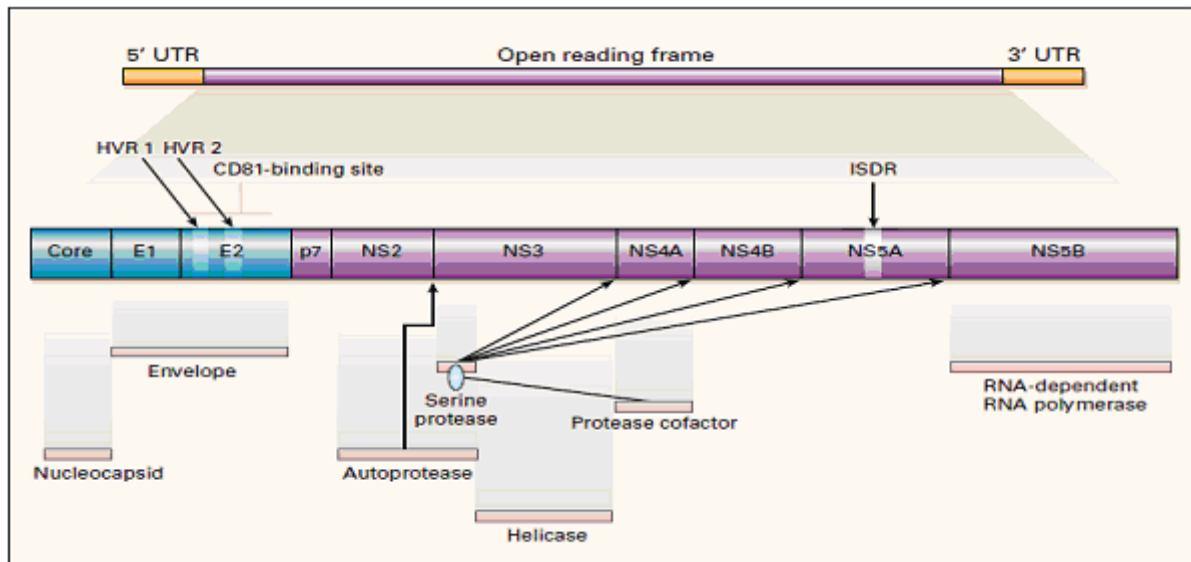 5′ UTR
Open reading frame
3′ UTR
HVR 1
HVR 2
CD81-binding site
ISDR
Core
E1
E2
p7
NS2
NS3
NS4A
NS4B
NS5A
NS5B
Envelope
Serine
protease
Protease cofactor
RNA-dependent
RNA polymerase
Nucleocapsid
Autoprotease
Helicase